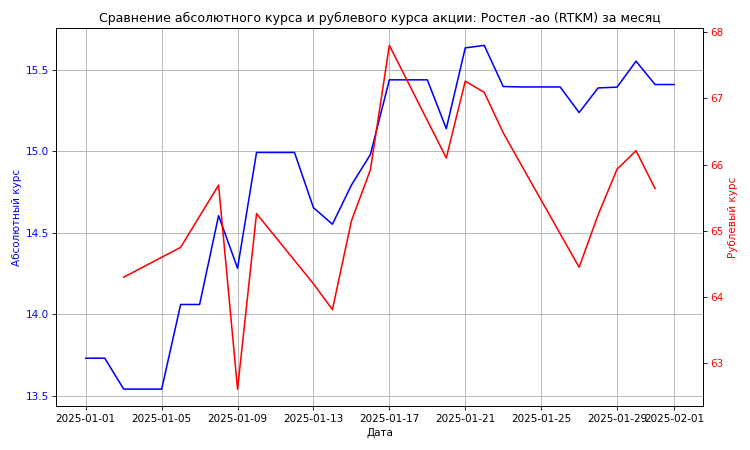 Сравнение абсолютного курса и рублевого курса акции: Ростел -ао (RTKM) за месяц
68
15.5
67
15.0
66
Абсолютный курс
Рублевый курс
14.5
65
14.0
64
63
13.5
2025-01-01 2025-01-05 2025-01-09 2025-01-13 2025-01-17 2025-01-21 2025-01-25 2025-01-29 2025-02-01
Дата